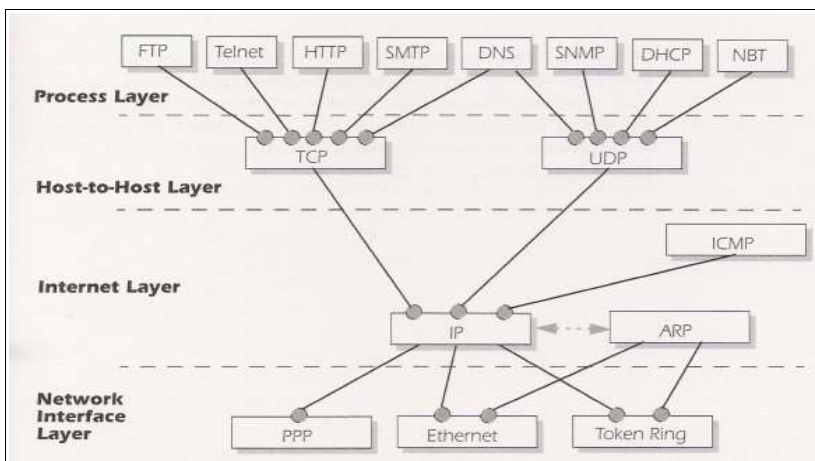 FTP Telnet HTTP SMTP DNS SNMP DHCP NBT
Process Layer
TCP UDP
Host-to-Host Layer
ICMP
Internet Layer
IP ARP
Network
Interface
Layer
PPP Ethernet Token Ring